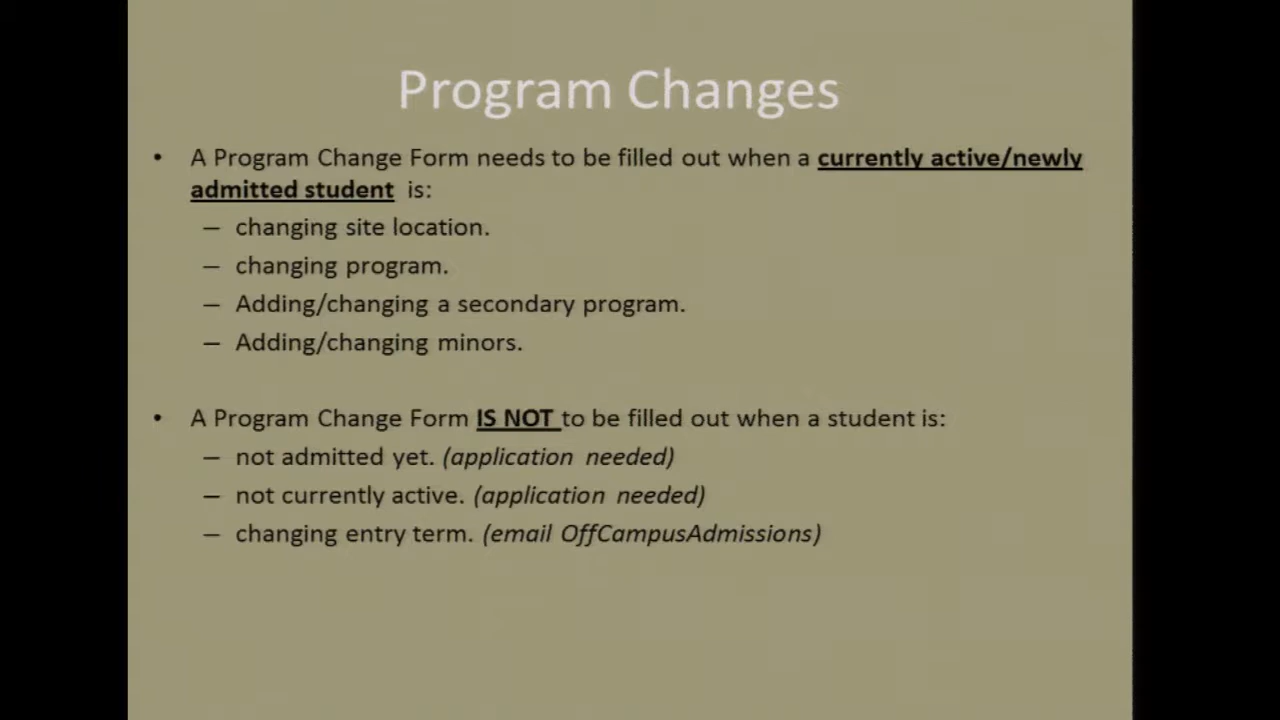 Program Changes
• A Program Change Form needs to be filled out when a currently active/newly
admitted student is:
– changing site location.
– changing program.
– Adding/changing a secondary program.
– Adding/changing minors.
• A Program Change Form IS NOT to be filled out when a student is:
– not admitted yet. (application needed)
– not currently active. (application needed)
– changing entry term. (email OffCampusAdmissions)